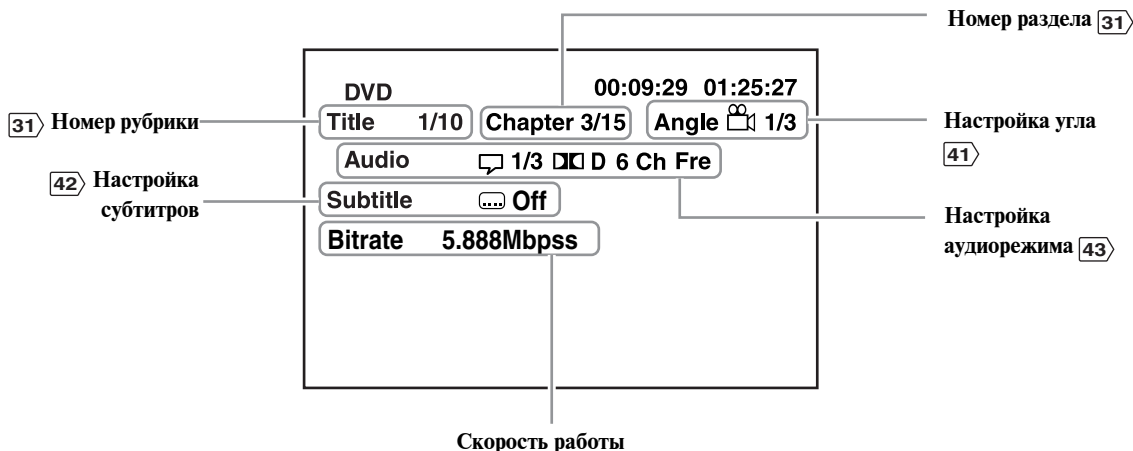 Номер раздела 31
DVD 00:09:29 01:25:27
31 Номер рубрики
Title 1/10 Chapter 3/15 Angle 1/3
Настройка угла
41
Audio 1/3 D 6 Ch Fre
42 Настройка
субтитров
Subtitle .... Off
Настройка
аудиорежима 43
Bitrate 5.888Mbpss
Скорость работы